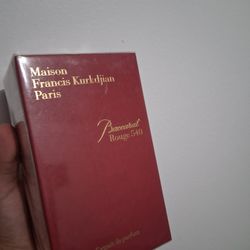 Maison
Francis Kurkdjian
Paris
Baccarat
Rouge 540